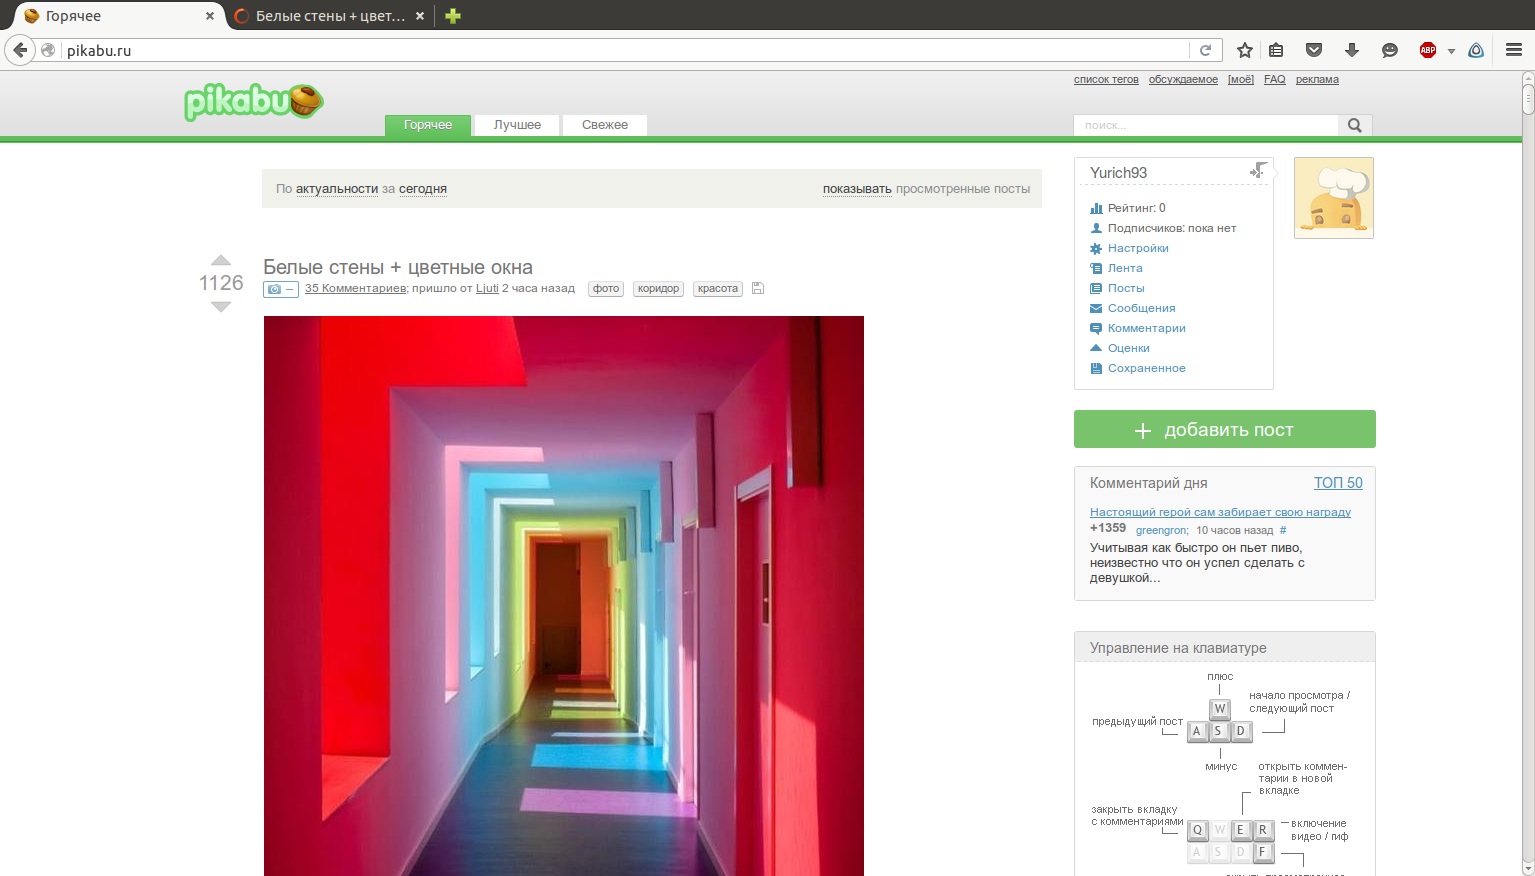 Горячее
Белые стены + цвет...
pikabu.ru
ABP
список тегов обсуждаемое [моё] FAQ реклама
pikabu
Горячее Лучшее Свежее
поиск...
По актуальности за сегодня
показывать просмотренные посты
1126
Белые стены + цветные окна
35 Комментариев; пришло от Ljuti 2 часа назад фото коридор красота
Yurich93
Рейтинг: 0
Подписчиков: пока нет
Настройки
Лента
Посты
Сообщения
Комментарии
Оценки
Сохраненное
+ добавить пост
Комментарий дня ТОП 50
Настоящий герой сам забирает свою награду
+1359 greengron; 10 часов назад #
Учитывая как быстро он пьет пиво,
неизвестно что он успел сделать с
девушкой...
Управление на клавиатуре
плюс
начало просмотра /
следующий пост
W
предыдущий пост
A S D
минус
открыть коммен-
тарии в новой
вкладке
закрыть вкладку
с комментариями
Q W E R
включение
видео / гиф
A S D F